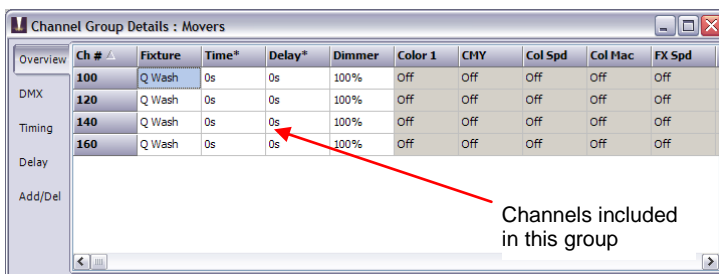 Channel Group Details : Movers
Overview
DMX
Timing
Delay
Add/Del
Ch # Fixture Time* Delay* Dimmer Color 1 CMY Col Spd Col Mac FX Spd
100 Q Wash 0s 0s 100% Off Off Off Off Off
120 Q Wash 0s 0s 100% Off Off Off Off Off
140 Q Wash 0s 0s 100% Off Off Off Off Off
160 Q Wash 0s 0s 100% Off Off Off Off Off
Channels included
in this group